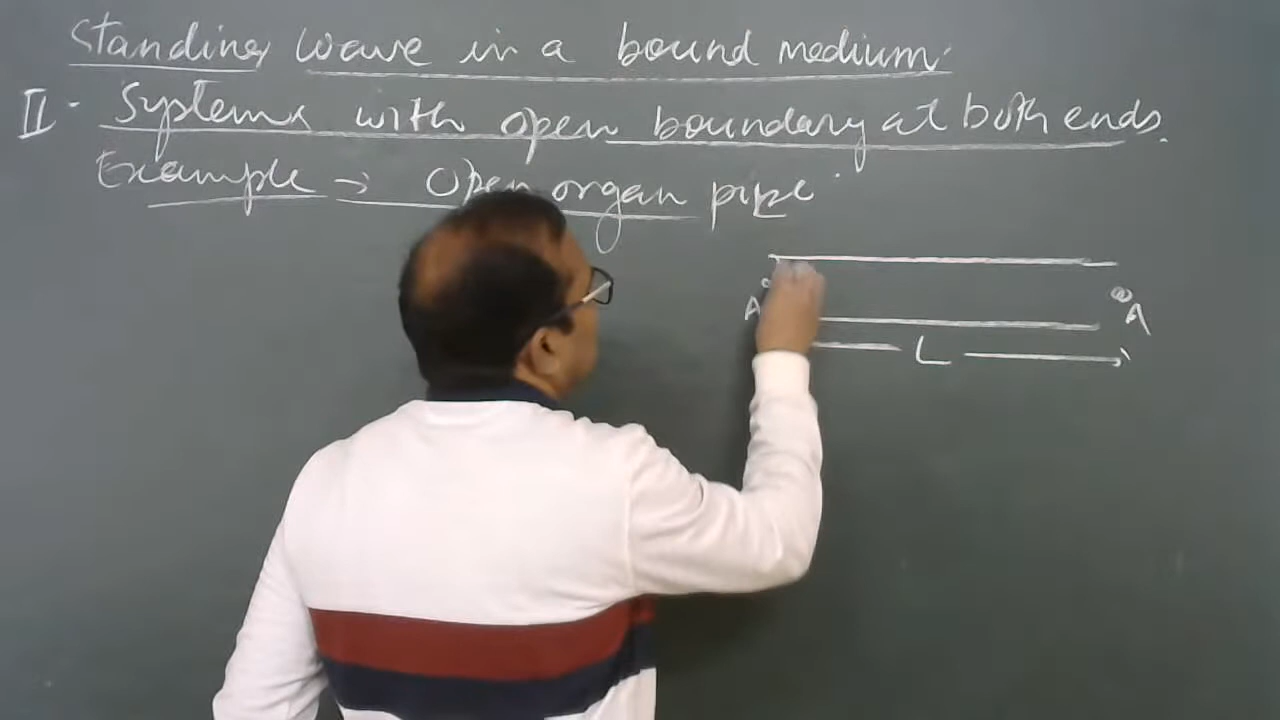 Standing wave in a bound medium.
II. Systems with open boundary at both ends.
Example → Open organ pipe.
A A
L